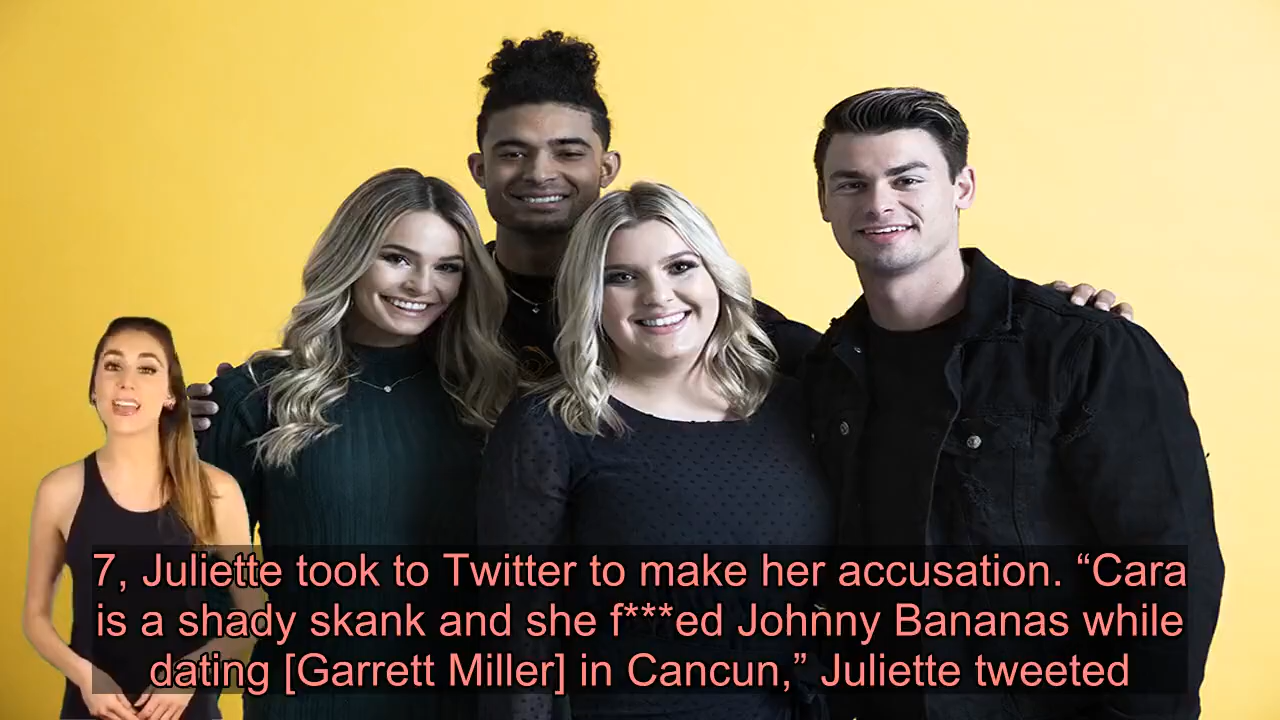 7, Juliette took to Twitter to make her accusation. “Cara
is a shady skank and she f***ed Johnny Bananas while
dating [Garrett Miller] in Cancun,” Juliette tweeted